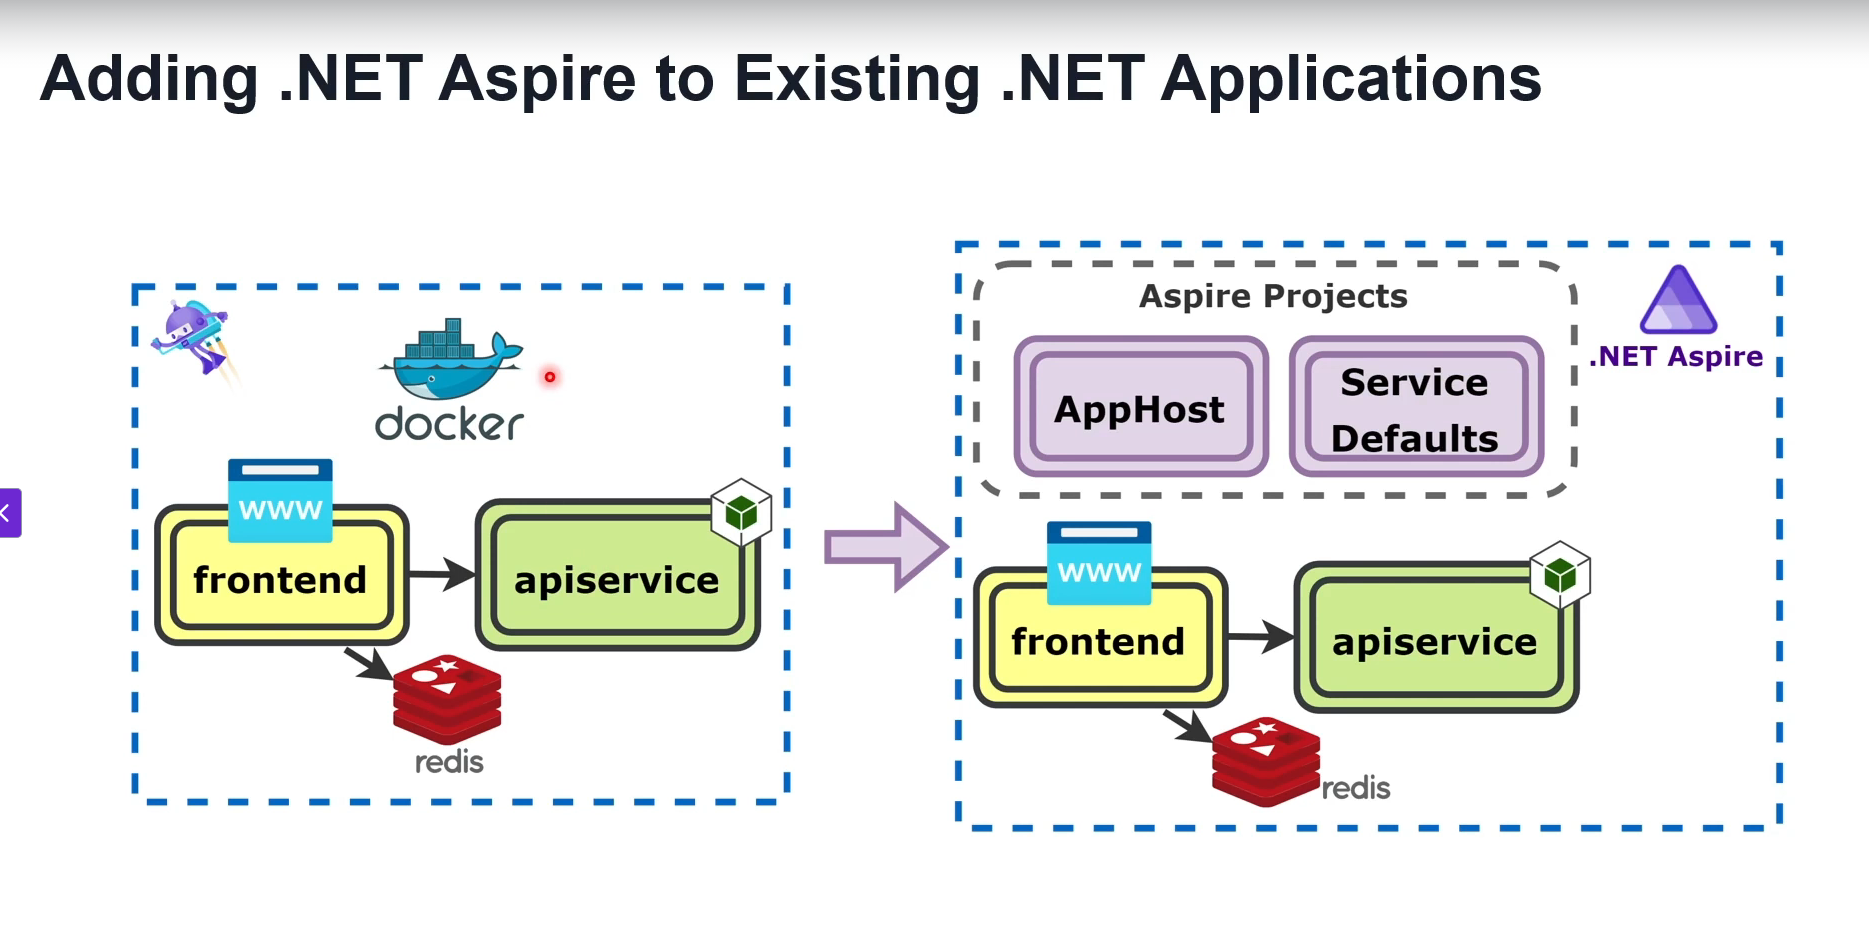 Adding .NET Aspire to Existing .NET Applications
docker
WWW
frontend
apiservice
redis
Aspire Projects
AppHost
Service
Defaults
.NET Aspire
WWW
frontend
apiservice
redis